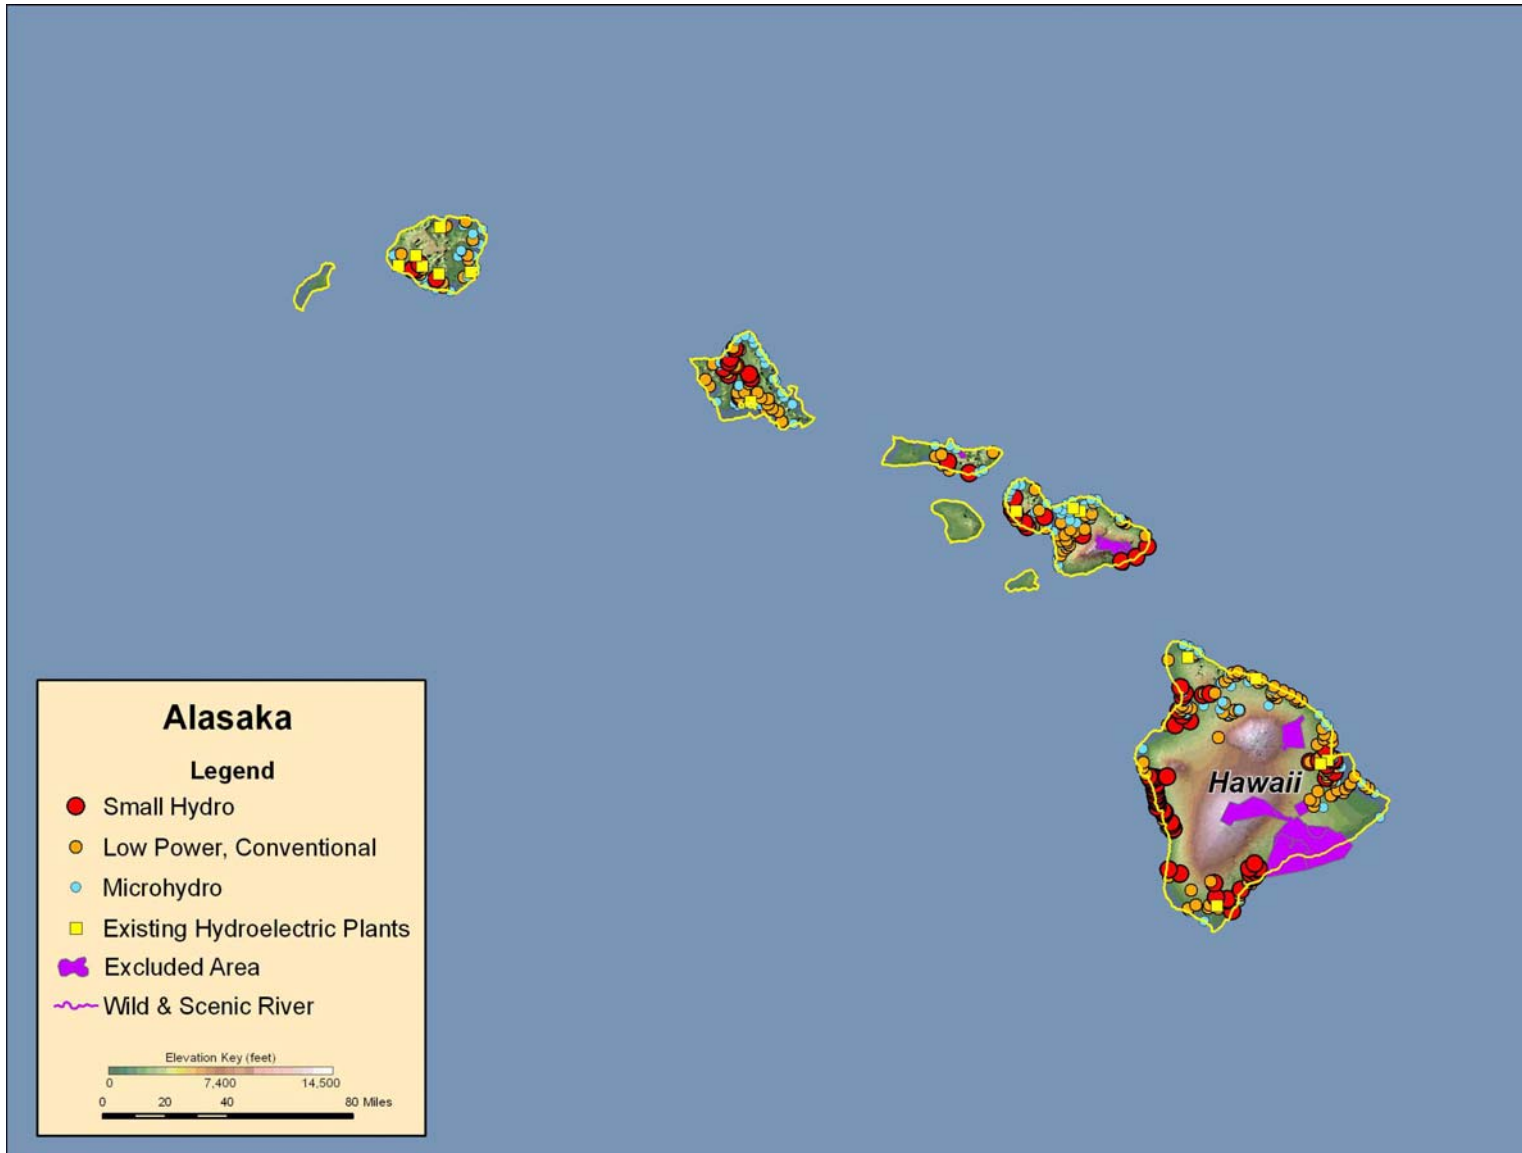 Hawaii
Alasaka
Legend
Small Hydro
Low Power, Conventional
Microhydro
Existing Hydroelectric Plants
Excluded Area
Wild & Scenic River
Elevation Key (feet)
0 7,400 14,500
0 20 40 80 Miles